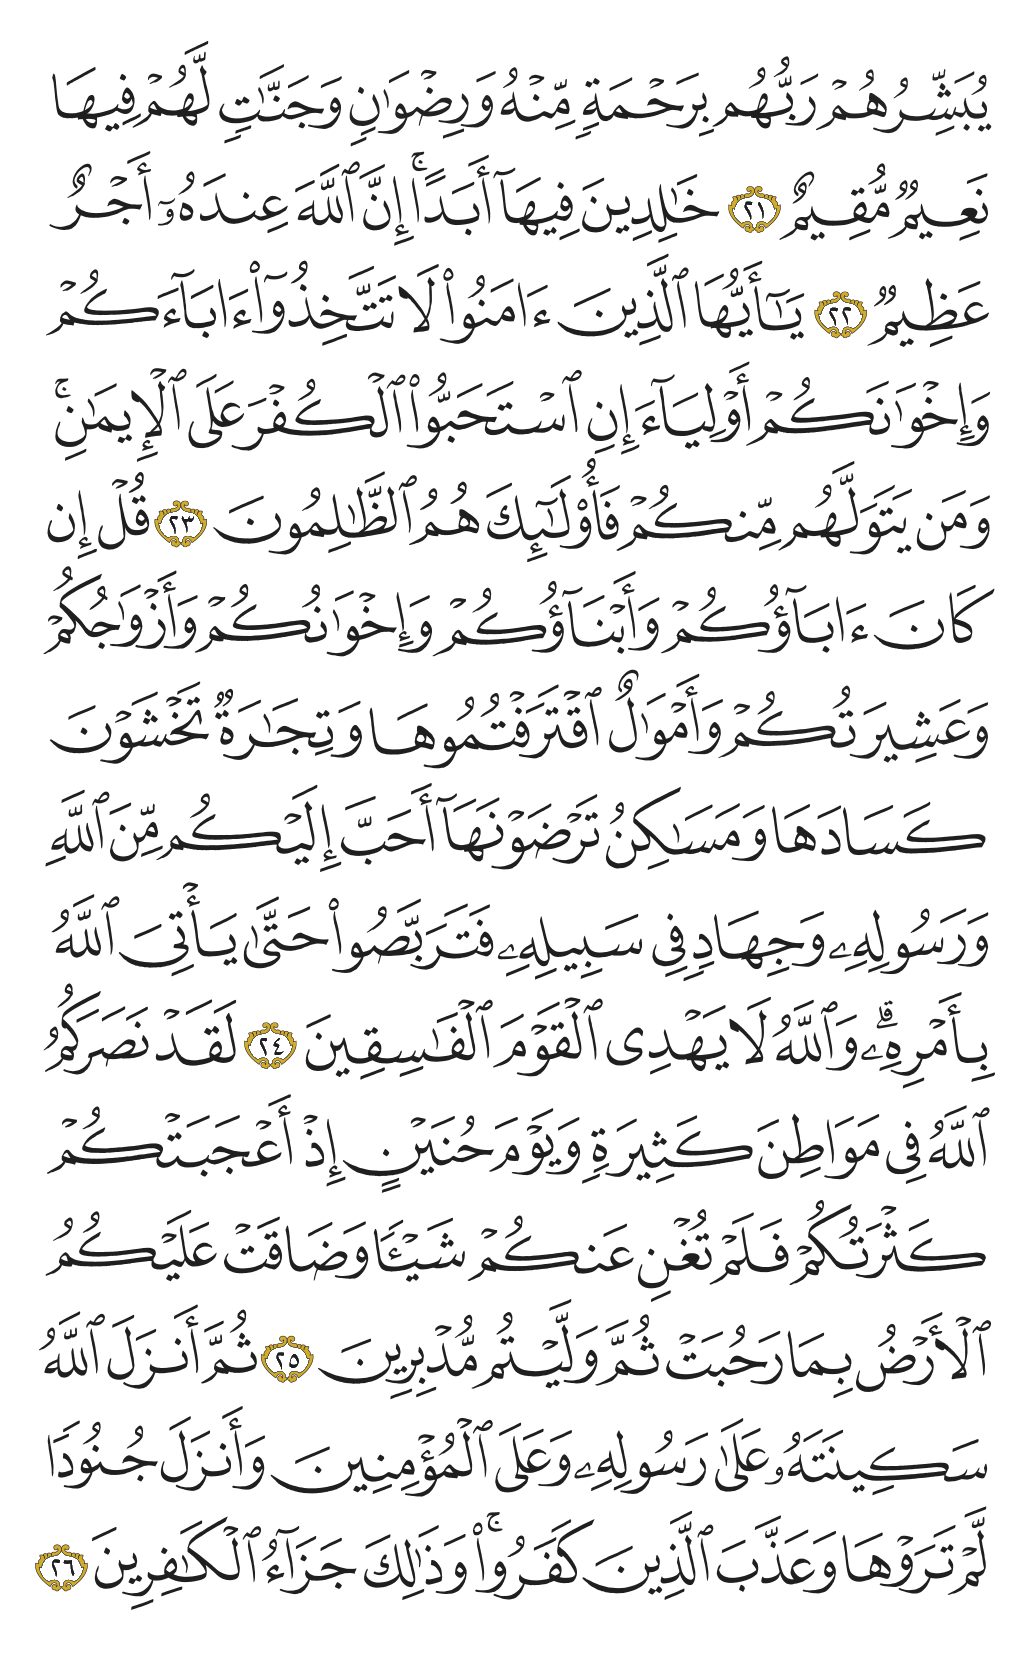 يُبَشِّرُهُمۡ رَبُّهُم بِرَحۡمَةٖ مِّنۡهُ وَرِضۡوَٰنٖ وَجَنَّٰتٖ لَّهُمۡ فِيهَا
نَعِيمٞ مُّقِيمٌ ٢١ خَٰلِدِينَ فِيهَآ أَبَدًاۚ إِنَّ ٱللَّهَ عِندَهُۥٓ أَجۡرٌ
عَظِيمٞ ٢٢ يَٰٓأَيُّهَا ٱلَّذِينَ ءَامَنُواْ لَا تَتَّخِذُوٓاْ ءَابَآءَكُمۡ
وَإِخۡوَٰنَكُمۡ أَوۡلِيَآءَ إِنِ ٱسۡتَحَبُّواْ ٱلۡكُفۡرَ عَلَى ٱلۡإِيمَٰنِۚ
وَمَن يَتَوَلَّهُم مِّنكُمۡ فَأُوْلَٰٓئِكَ هُمُ ٱلظَّٰلِمُونَ ٢٣ قُلۡ إِن
كَانَ ءَابَآؤُكُمۡ وَأَبۡنَآؤُكُمۡ وَإِخۡوَٰنُكُمۡ وَأَزۡوَٰجُكُمۡ
وَعَشِيرَتُكُمۡ وَأَمۡوَٰلٌ ٱقۡتَرَفۡتُمُوهَا وَتِجَٰرَةٞ تَخۡشَوۡنَ
كَسَادَهَا وَمَسَٰكِنُ تَرۡضَوۡنَهَآ أَحَبَّ إِلَيۡكُم مِّنَ ٱللَّهِ
وَرَسُولِهِۦ وَجِهَادٖ فِي سَبِيلِهِۦ فَتَرَبَّصُواْ حَتَّىٰ يَأۡتِيَ ٱللَّهُ
بِأَمۡرِهِۦۗ وَٱللَّهُ لَا يَهۡدِي ٱلۡقَوۡمَ ٱلۡفَٰسِقِينَ ٢٤ لَقَدۡ نَصَرَكُمُ
ٱللَّهُ فِي مَوَاطِنَ كَثِيرَةٖ وَيَوۡمَ حُنَيۡنٍ إِذۡ أَعۡجَبَتۡكُمۡ
كَثۡرَتُكُمۡ فَلَمۡ تُغۡنِ عَنكُمۡ شَيۡـٔٗا وَضَاقَتۡ عَلَيۡكُمُ
ٱلۡأَرۡضُ بِمَا رَحُبَتۡ ثُمَّ وَلَّيۡتُم مُّدۡبِرِينَ ٢٥ ثُمَّ أَنزَلَ ٱللَّهُ
سَكِينَتَهُۥ عَلَىٰ رَسُولِهِۦ وَعَلَى ٱلۡمُؤۡمِنِينَ وَأَنزَلَ جُنُودٗا
لَّمۡ تَرَوۡهَا وَعَذَّبَ ٱلَّذِينَ كَفَرُواْۚ وَذَٰلِكَ جَزَآءُ ٱلۡكَٰفِرِينَ ٢٦